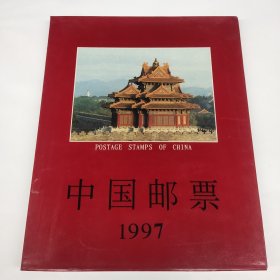 POSTAGE STAMPS OF CHINA
中国邮票
1997